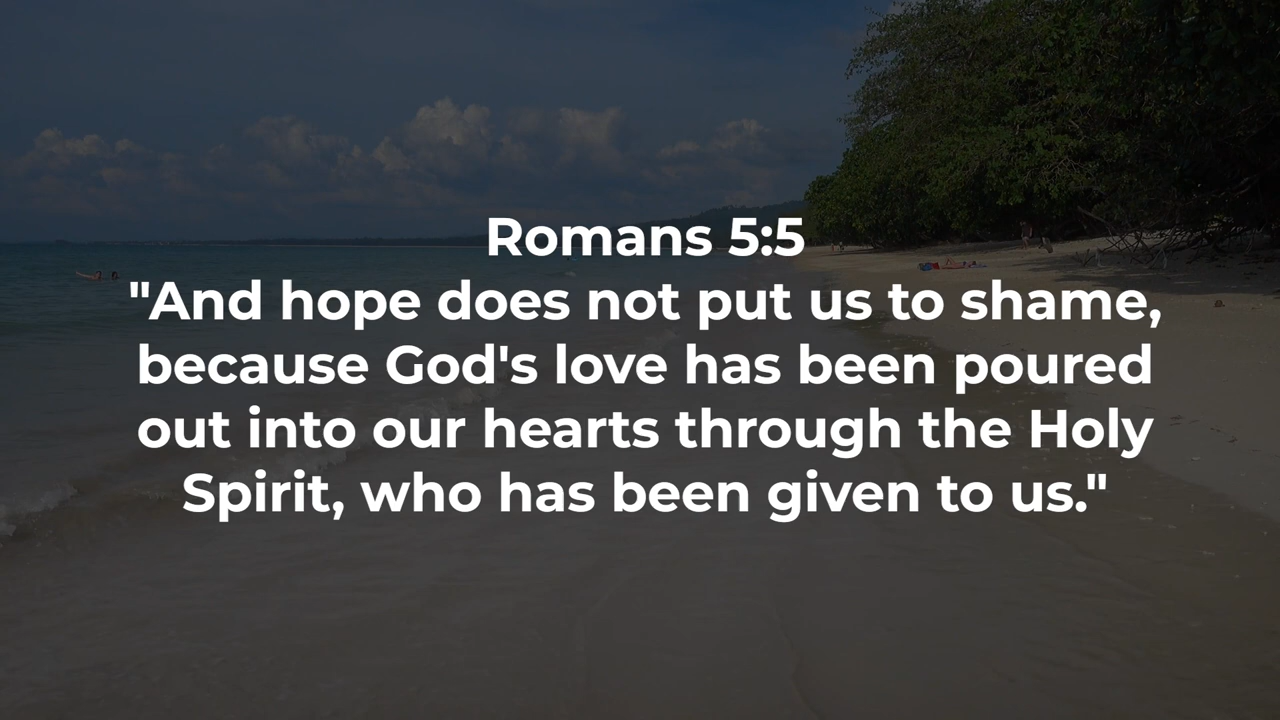 Romans 5:5
"And hope does not put us to shame,
because God's love has been poured
out into our hearts through the Holy
Spirit, who has been given to us."